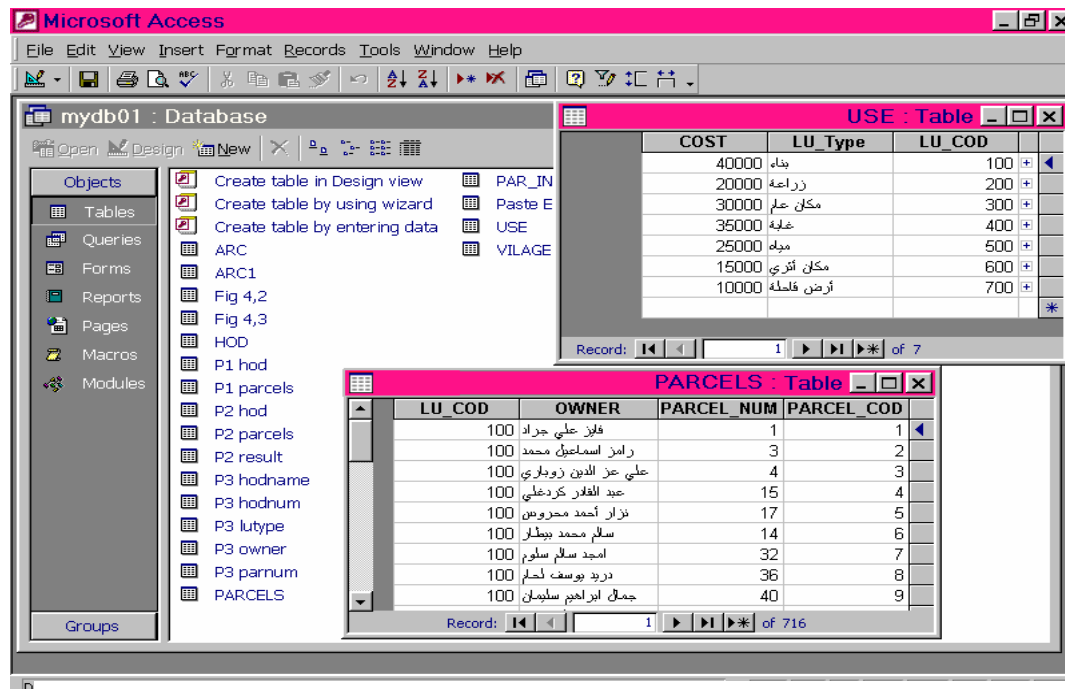 Microsoft Access
File Edit View Insert Format Records Tools Window Help
mydb01 : Database
Open Design New
Objects
Tables
Queries
Forms
Reports
Pages
Macros
Modules
Groups
Create table in Design view
Create table by using wizard
Create table by entering data
ARC
ARC1
Fig 4,2
Fig 4,3
HOD
P1 hod
P1 parcels
P2 hod
P2 parcels
P2 result
P3 hodname
P3 hodnum
P3 lutype
P3 owner
P3 parnum
PARCELS
PAR_IN
Paste E
USE
VILAGE
USE : Table
COST LU_Type LU_COD
40000 بناء 100
20000 زراعة 200
30000 مكان عام 300
35000 غابة 400
25000 مياه 500
15000 مكان أثري 600
10000 أرض قاحلة 700
Record: 1 of 7
PARCELS : Table
LU_COD OWNER PARCEL_NUM PARCEL_COD
100 فايز علي جراد 1 1
100 رامز اسماعيل محمد 3 2
100 علي عز الدين زوباري 4 3
100 عبد القادر كردغلي 15 4
100 نزار أحمد محروس 17 5
100 سالم محمد بيطار 14 6
100 امجد سالم سلوم 32 7
100 دريد يوسف لحام 36 8
100 جمال ابراهيم سليمان 40 9
Record: 1 of 716